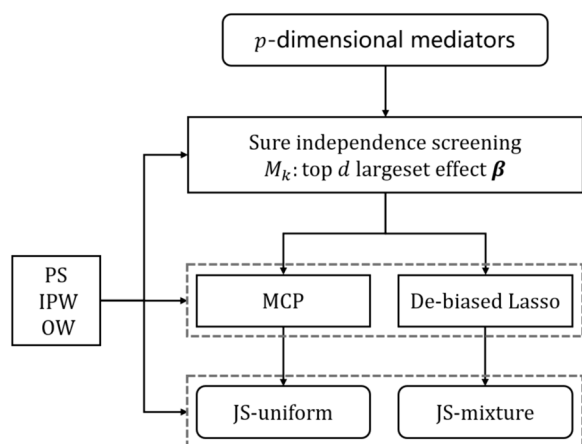 p-dimensional mediators
Sure independence screening
M_k: top d largeset effect β
PS
IPW
OW
MCP
De-biased Lasso
JS-uniform
JS-mixture